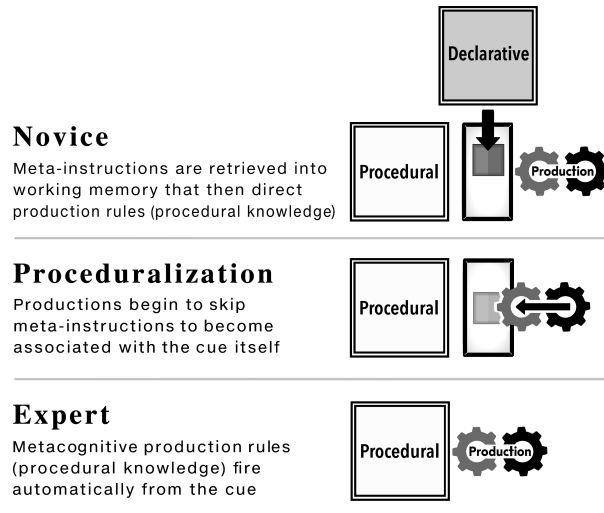 Declarative
Novice
Meta-instructions are retrieved into
working memory that then direct
production rules (procedural knowledge)
Procedural
Production
Proceduralization
Productions begin to skip
meta-instructions to become
associated with the cue itself
Procedural
Expert
Metacognitive production rules
(procedural knowledge) fire
automatically from the cue
Procedural
Production